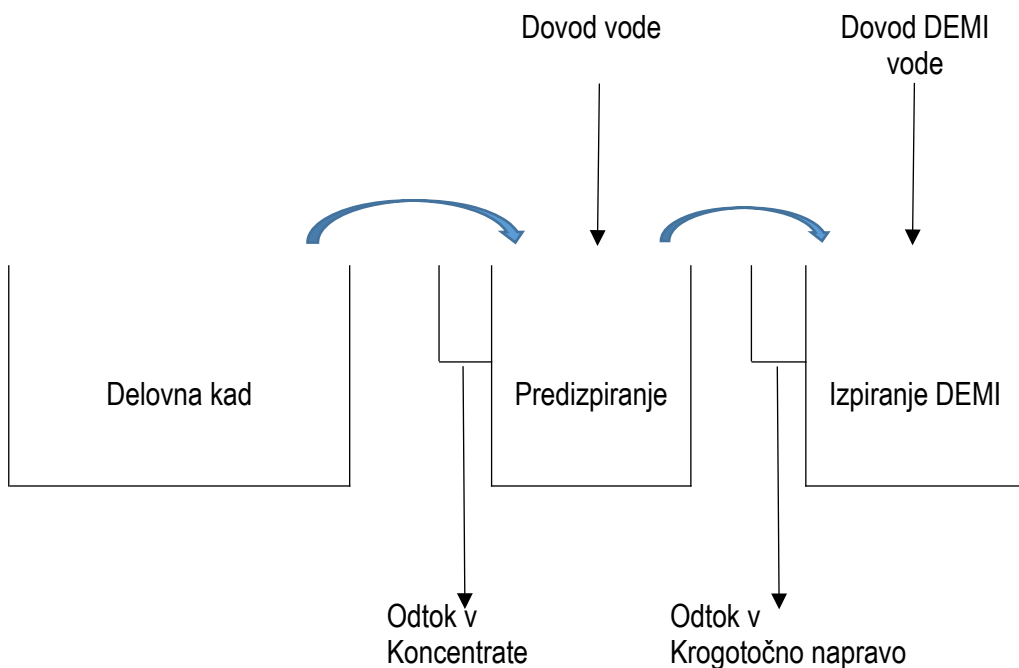 Dovod vode
Dovod DEMI
vode
Delovna kad
Predizpiranje
Izpiranje DEMI
Odtok v
Koncentrate
Odtok v
Krogotočno napravo